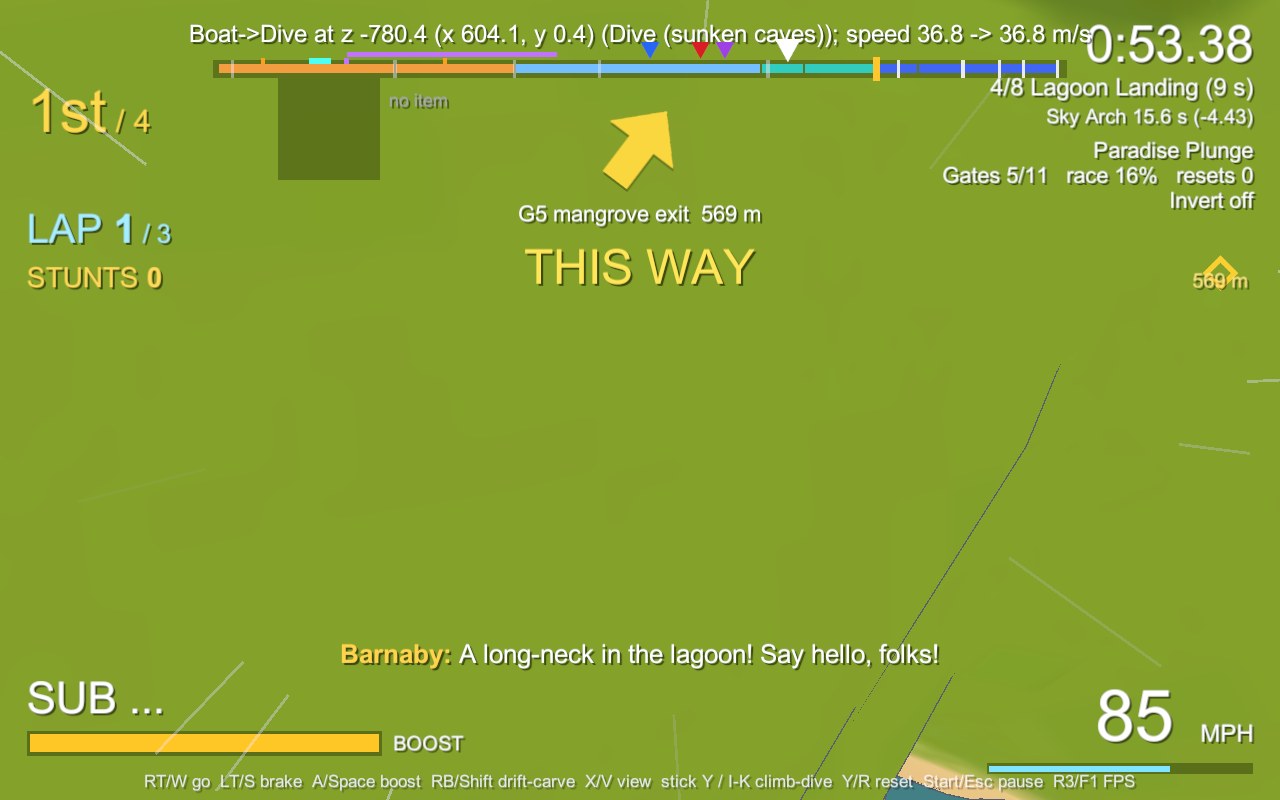 Boat->Dive at z -780.4 (x 604.1, y 0.4) (Dive (sunken caves)); speed 36.8 -> 36.8 m/s
0:53.38
4/8 Lagoon Landing (9 s)
Sky Arch 15.6 s (-4.43)
Paradise Plunge
Gates 5/11 race 16% resets 0
Invert off
1st / 4
no item
G5 mangrove exit 569 m
THIS WAY
LAP 1 / 3
STUNTS 0
569 m
Barnaby: A long-neck in the lagoon! Say hello, folks!
SUB ...
BOOST
85 MPH
RT/W go LT/S brake A/Space boost RB/Shift drift-carve X/V view stick Y / I-K climb-dive Y/R reset Start/Esc pause R3/F1 FPS